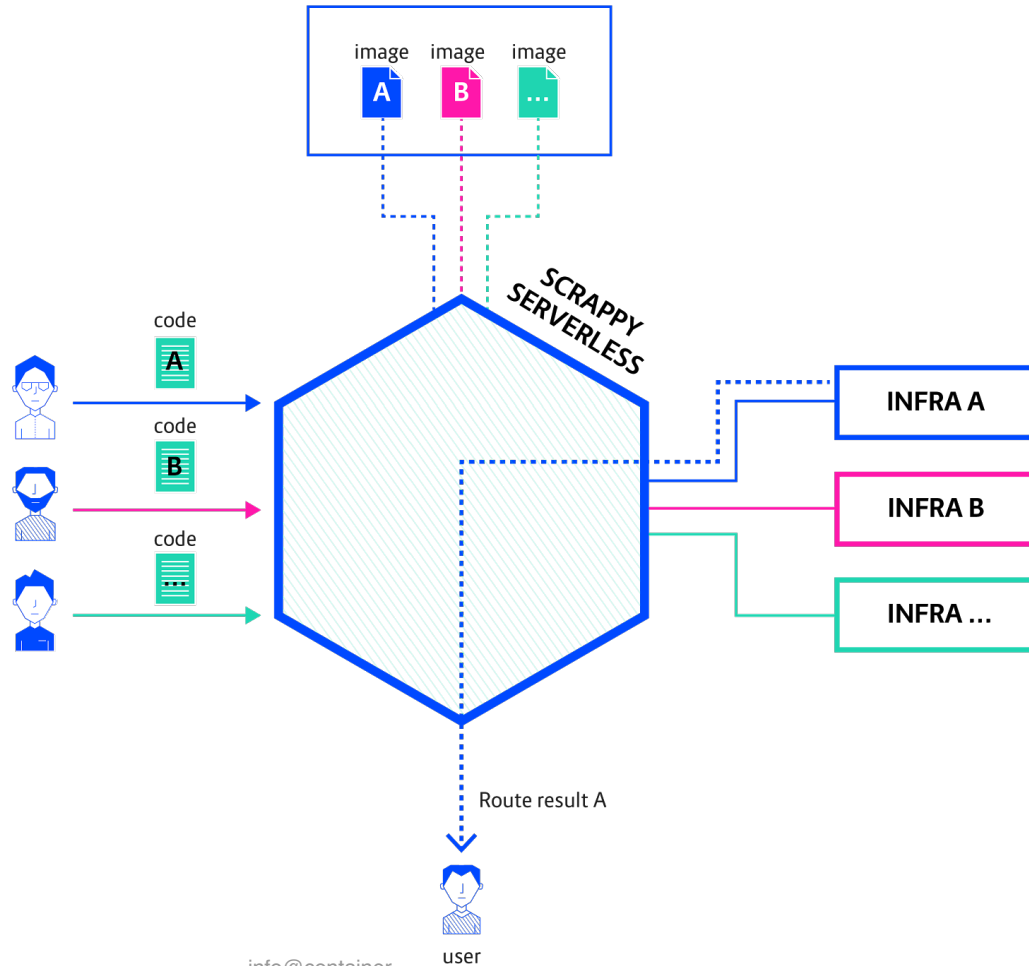 image image image
A B ...
SCRAPPY
SERVERLESS
code
A
code
B
code
...
INFRA A
INFRA B
INFRA ...
Route result A
user